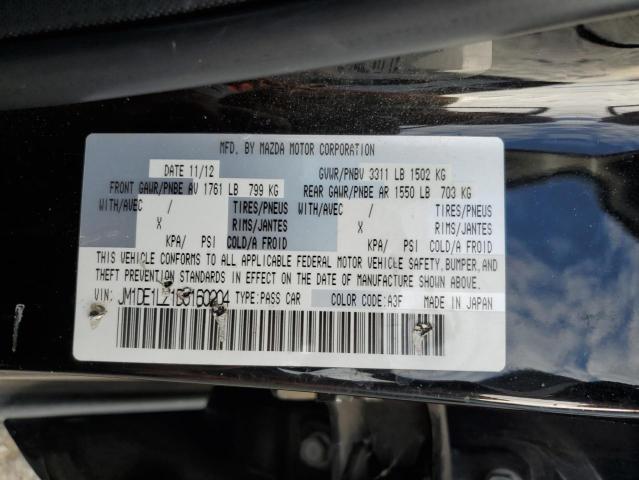 MFD. BY MAZDA MOTOR CORPORATION
DATE 11/12 GVWR/PNBV 3311 LB 1502 KG
FRONT GAWR/PNBE AV 1761 LB 799 KG REAR GAWR/PNBE AR 1550 LB 703 KG
WITH/AVEC / TIRES/PNEUS WITH/AVEC / TIRES/PNEUS
X RIMS/JANTES X RIMS/JANTES
KPA/ PSI COLD/A FROID KPA/ PSI COLD/A FROID
THIS VEHICLE CONFORMS TO ALL APPLICABLE FEDERAL MOTOR VEHICLE SAFETY, BUMPER, AND
THEFT PREVENTION STANDARDS IN EFFECT ON THE DATE OF MANUFACTURE SHOWN ABOVE.
VIN: TYPE:PASS CAR COLOR CODE:A3F MADE IN JAPAN